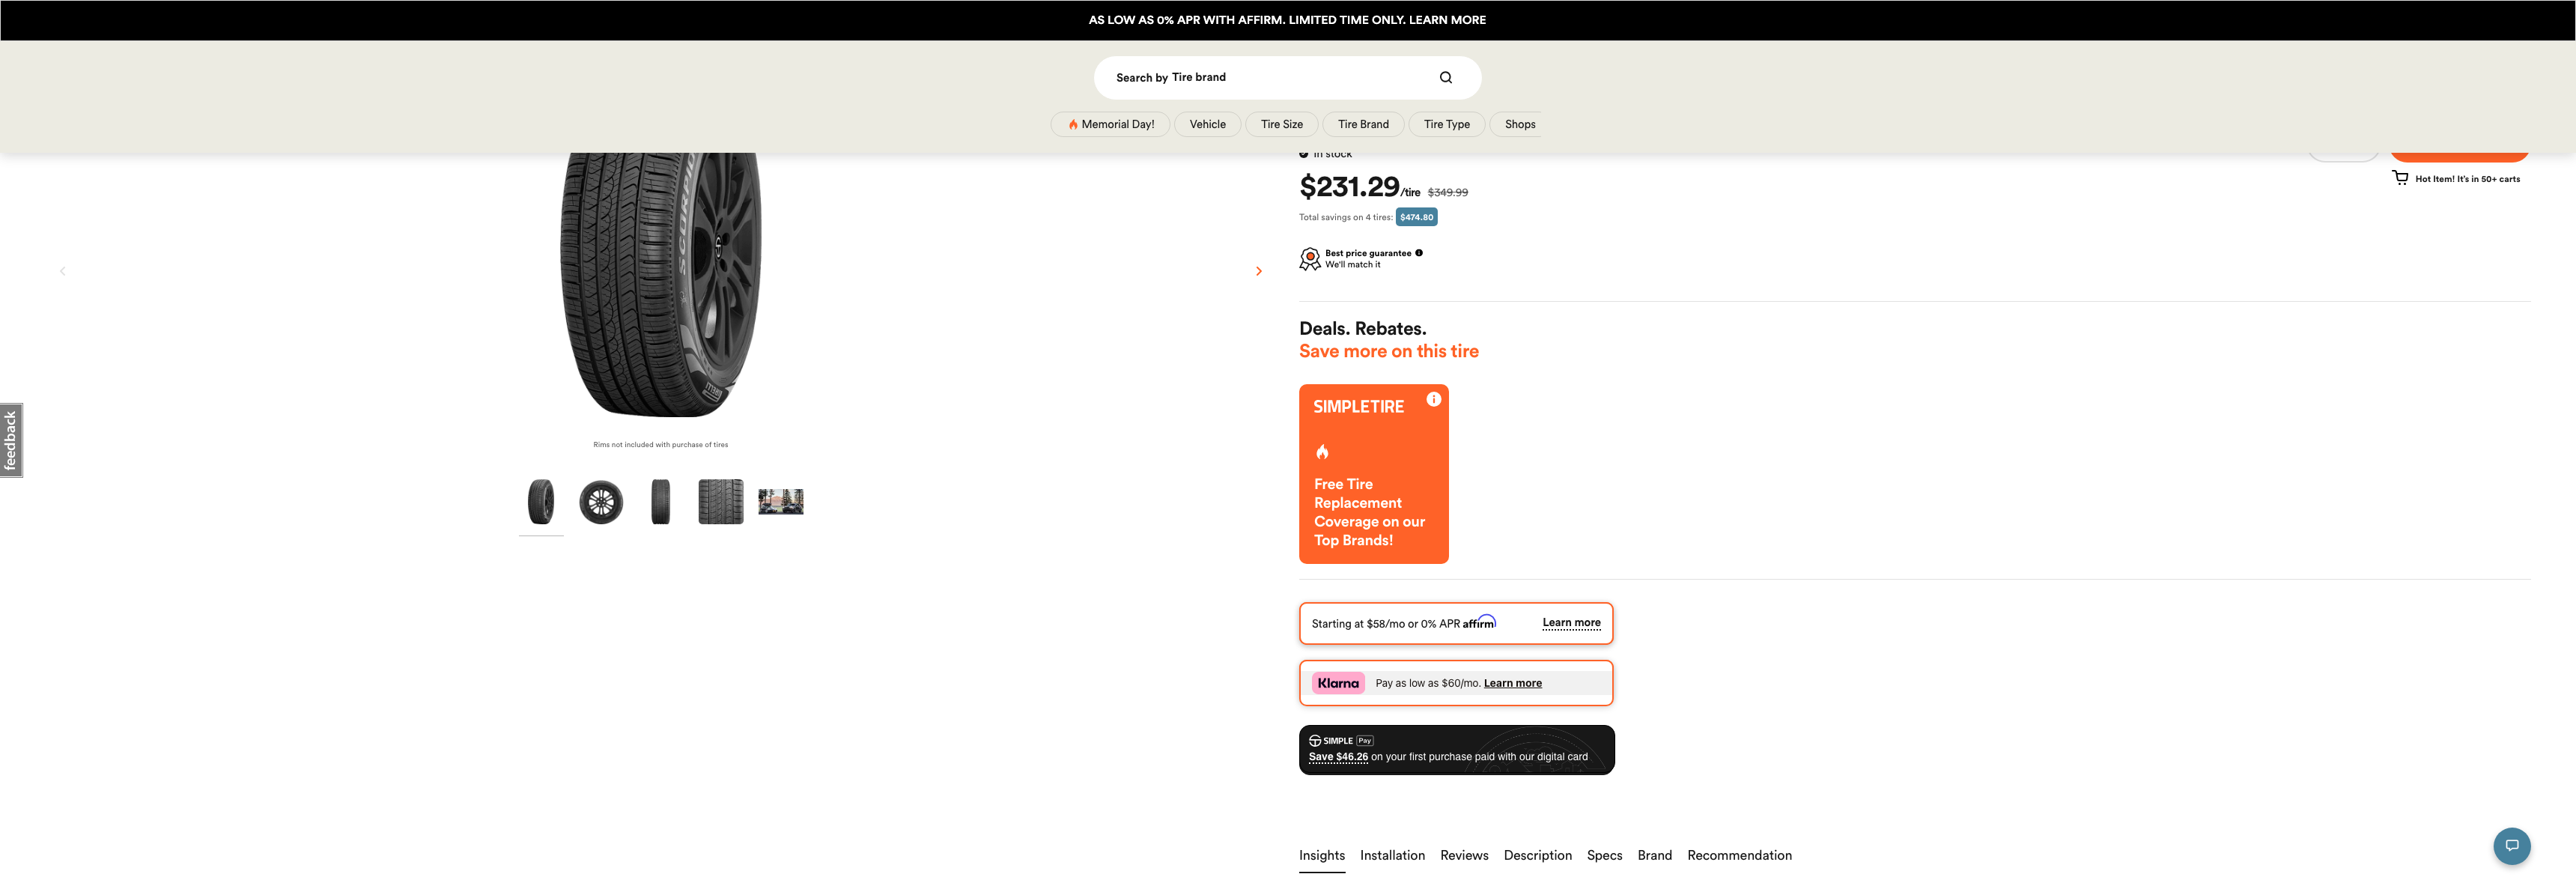 AS LOW AS 0% APR WITH AFFIRM. LIMITED TIME ONLY. LEARN MORE
Search by Tire brand
Memorial Day!
Vehicle
Tire Size
Tire Brand
Tire Type
Shops
In stock
$231.29/tire $349.99
Hot Item! It's in 50+ carts
Total savings on 4 tires: $474.80
Best price guarantee
We'll match it
SCORPION
Deals. Rebates.
Save more on this tire
SIMPLETIRE
Free Tire
Replacement
Coverage on our
Top Brands!
feedback
Rims not included with purchase of tires
Starting at $58/mo or 0% APR affirm Learn more
Klarna Pay as low as $60/mo. Learn more
SIMPLE Pay
Save $46.26 on your first purchase paid with our digital card
Insights
Installation
Reviews
Description
Specs
Brand
Recommendation